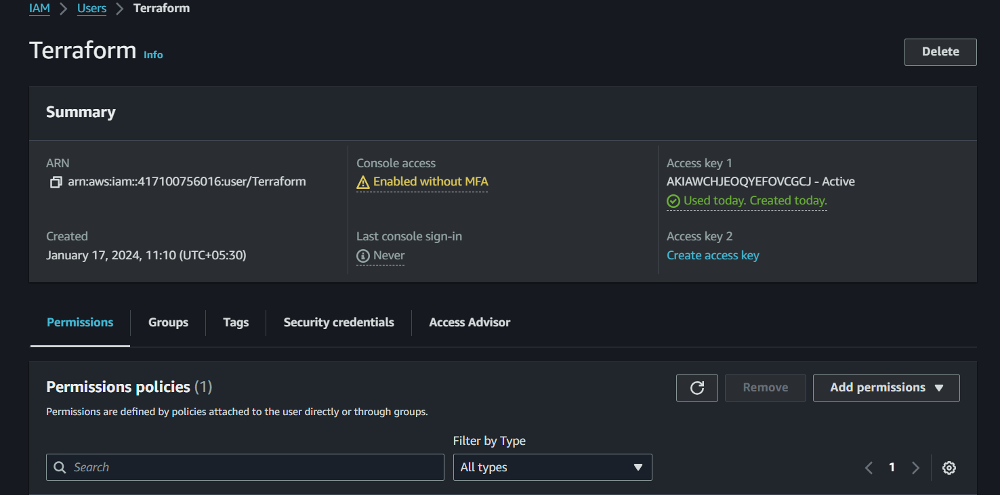 IAM > Users > Terraform
Terraform Info
Delete
Summary
ARN
arn:aws:iam::417100756016:user/Terraform
Created
January 17, 2024, 11:10 (UTC+05:30)
Console access
Enabled without MFA
Last console sign-in
Never
Access key 1
AKIAWCHJEOQYEFOVCGCJ - Active
Used today. Created today.
Access key 2
Create access key
Permissions Groups Tags Security credentials Access Advisor
Permissions policies (1)
Remove Add permissions
Permissions are defined by policies attached to the user directly or through groups.
Filter by Type
Search All types 1